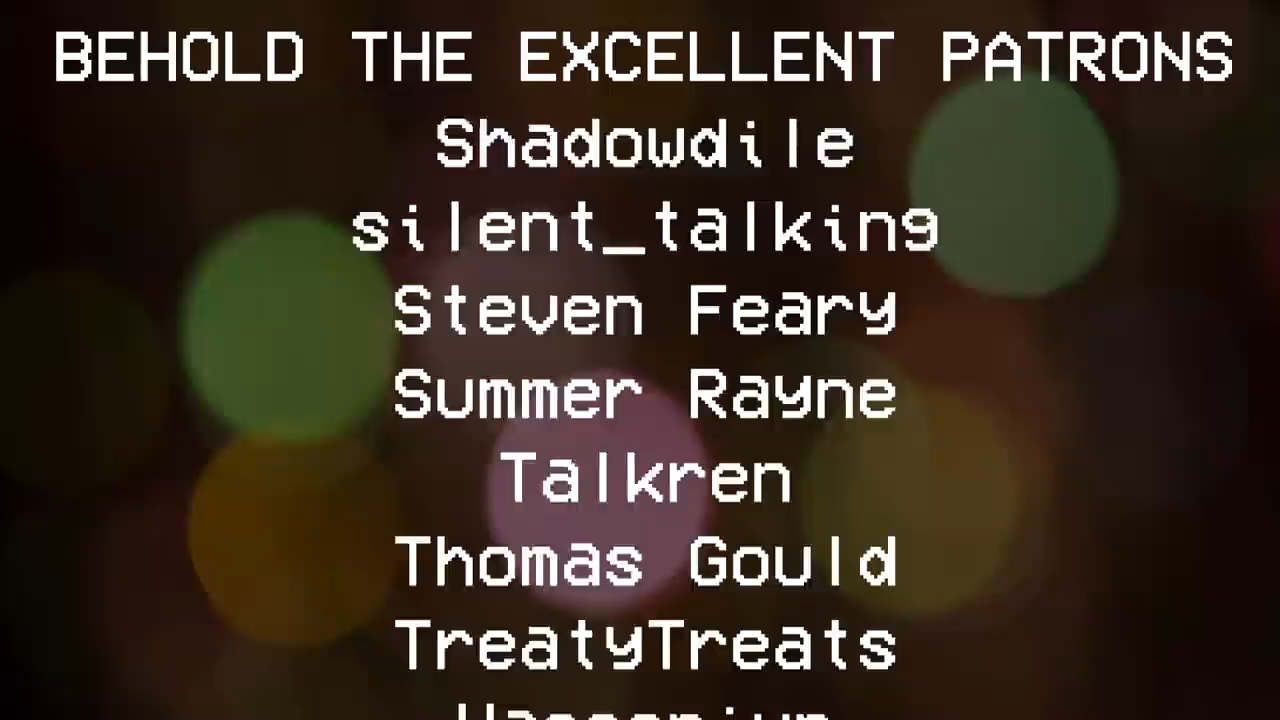 BEHOLD THE EXCELLENT PATRONS
Shadowdile
silent_talking
Steven Feary
Summer Rayne
Talkren
Thomas Gould
TreatyTreats